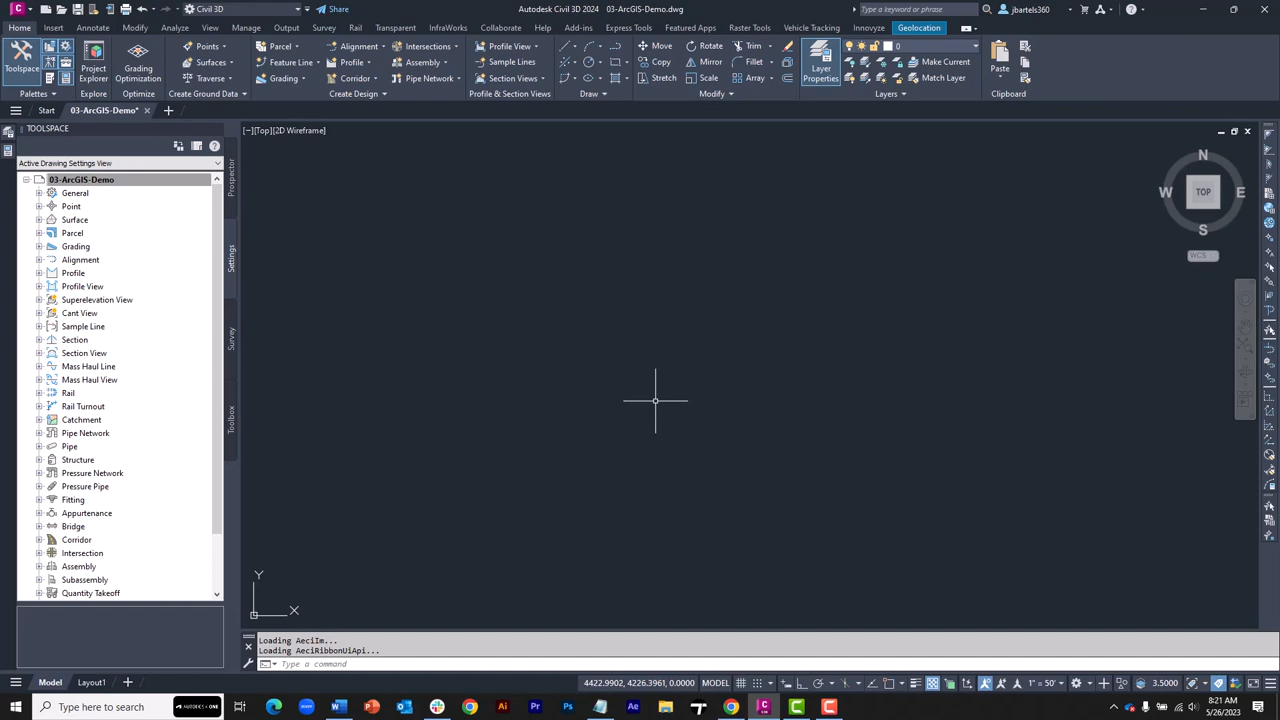 Civil 3D
Share
Autodesk Civil 3D 2024 03-ArcGIS-Demo.dwg
Type a keyword or phrase
jbartels360
Home Insert Annotate Modify Analyze View Manage Output Survey Rail Transparent InfraWorks Collaborate Help Add-ins Express Tools Featured Apps Raster Tools Vehicle Tracking Innovyze Geolocation
Toolspace
Project
Explorer
Grading
Optimization
Points
Surfaces
Traverse
Parcel
Feature Line
Grading
Alignment
Profile
Corridor
Intersections
Assembly
Pipe Network
Profile View
Sample Lines
Section Views
Move
Copy
Stretch
Rotate
Mirror
Scale
Trim
Fillet
Array
Layer
Properties
0
Make Current
Match Layer
Paste
Palettes Explore Optimize Create Ground Data Create Design Profile & Section Views Draw Modify Layers Clipboard
Start 03-ArcGIS-Demo*
TOOLSPACE
Active Drawing Settings View
03-ArcGIS-Demo
General
Point
Surface
Parcel
Grading
Alignment
Profile
Profile View
Superelevation View
Cant View
Sample Line
Section
Section View
Mass Haul Line
Mass Haul View
Rail
Rail Turnout
Catchment
Pipe Network
Pipe
Structure
Pressure Network
Pressure Pipe
Fitting
Appurtenance
Bridge
Corridor
Intersection
Assembly
Subassembly
Quantity Takeoff
Prospector
Settings
Survey
Toolbox
[−][Top][2D Wireframe]
N
W TOP E
S
WCS
Y
X
Loading AeciIm...
Loading AeciRibbonUiApi...
Type a command
Model Layout1
4422.9902, 4226.3961, 0.0000 MODEL
1" = 50'
3.5000
Type here to search
AUTODESK ONE
8:21 AM
5/26/2023